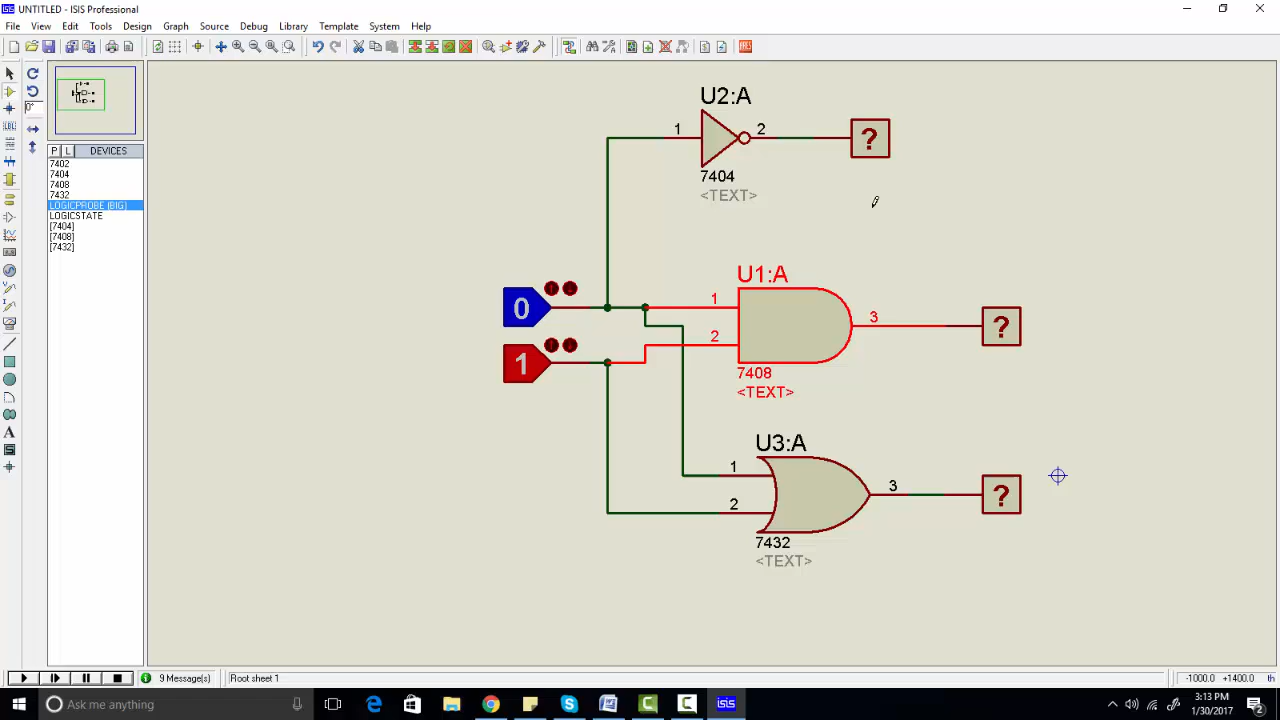 UNTITLED - ISIS Professional
File View Edit Tools Design Graph Source Debug Library Template System Help
P L DEVICES
7402
7404
7408
7432
LOGICPROBE (BIG)
LOGICSTATE
[7404]
[7408]
[7432]
U2:A
1 2
?
7404
<TEXT>
U1:A
0
1
3
?
2
1
7408
<TEXT>
U3:A
1
3
?
2
7432
<TEXT>
9 Message(s)
Root sheet 1
-1000.0 +1400.0 th
Ask me anything
3:13 PM
1/30/2017